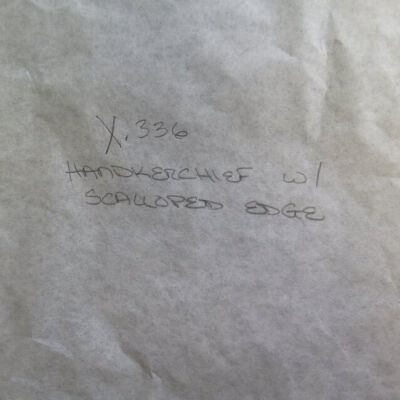 X.336
HANDKERCHIEF W/
SCALLOPED EDGE